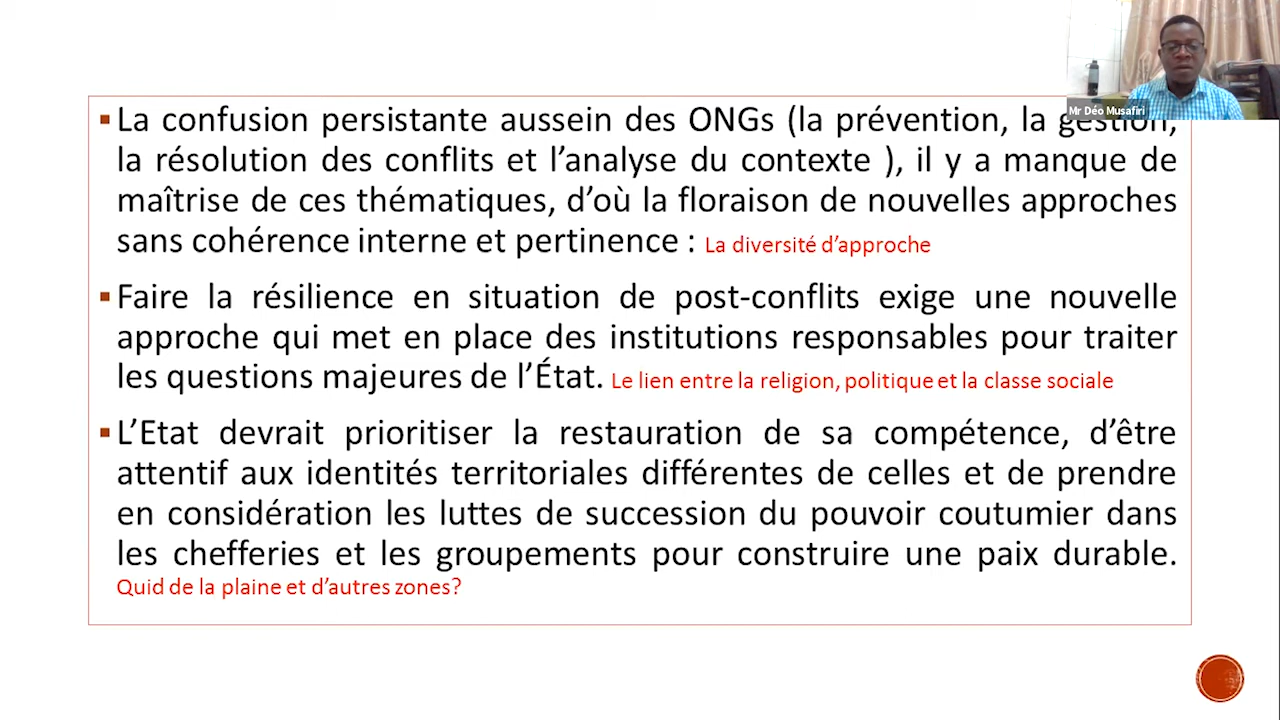 Mr Déo Musafiri
▪La confusion persistante aussein des ONGs (la prévention, la gestion,
la résolution des conflits et l’analyse du contexte ), il y a manque de
maîtrise de ces thématiques, d’où la floraison de nouvelles approches
sans cohérence interne et pertinence : La diversité d’approche
▪Faire la résilience en situation de post-conflits exige une nouvelle
approche qui met en place des institutions responsables pour traiter
les questions majeures de l’État. Le lien entre la religion, politique et la classe sociale
▪L’Etat devrait prioritiser la restauration de sa compétence, d’être
attentif aux identités territoriales différentes de celles et de prendre
en considération les luttes de succession du pouvoir coutumier dans
les chefferies et les groupements pour construire une paix durable.
Quid de la plaine et d’autres zones?